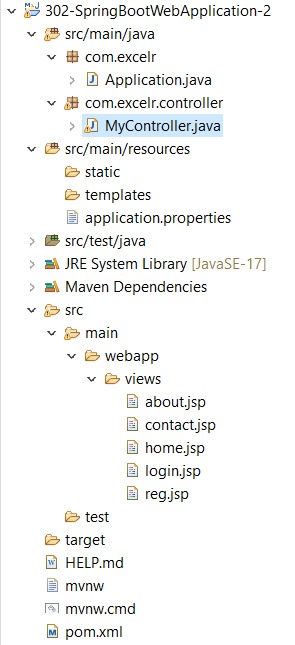 302-SpringBootWebApplication-2
src/main/java
com.excelr
Application.java
com.excelr.controller
MyController.java
src/main/resources
static
templates
application.properties
src/test/java
JRE System Library [JavaSE-17]
Maven Dependencies
src
main
webapp
views
about.jsp
contact.jsp
home.jsp
login.jsp
reg.jsp
test
target
HELP.md
mvnw
mvnw.cmd
pom.xml